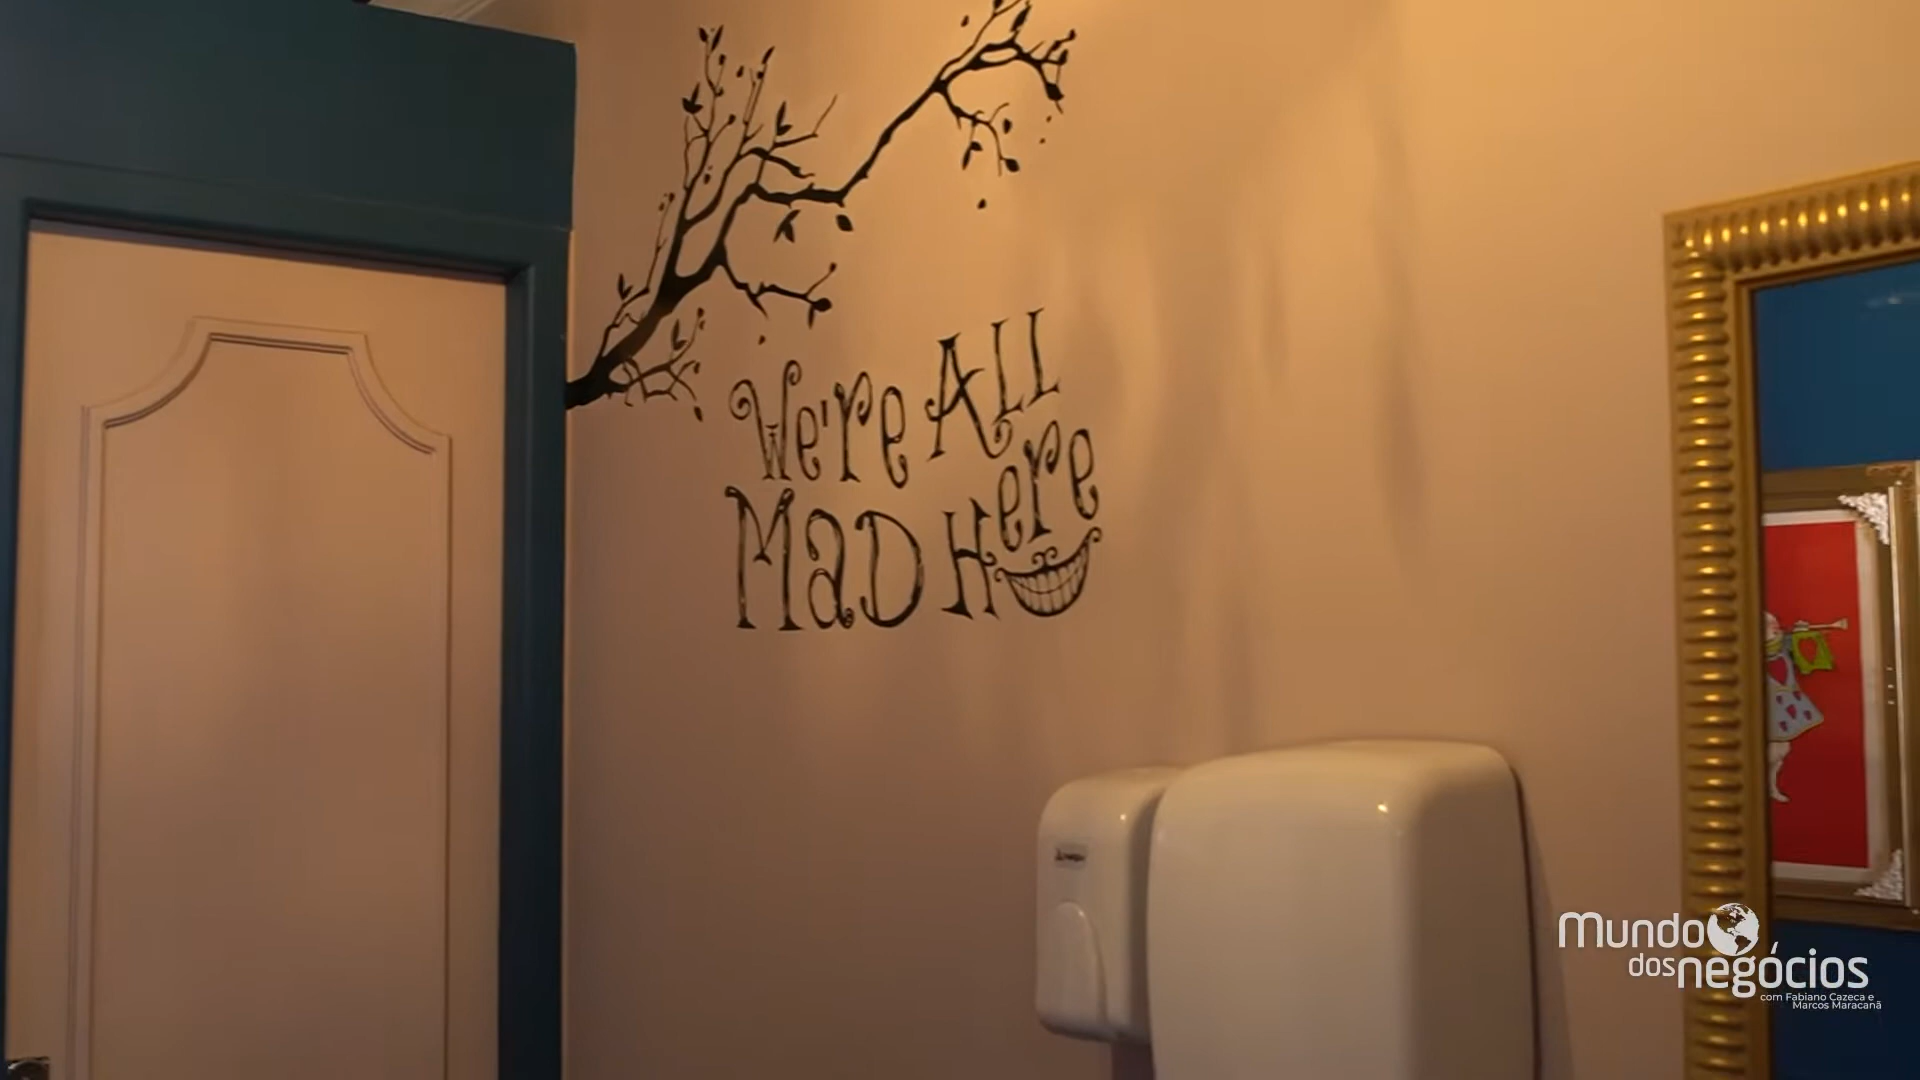 We're ALL
MaD Here
Mundo
dos negócios
com Fabiano Cazeca e
Marcos Maracanã